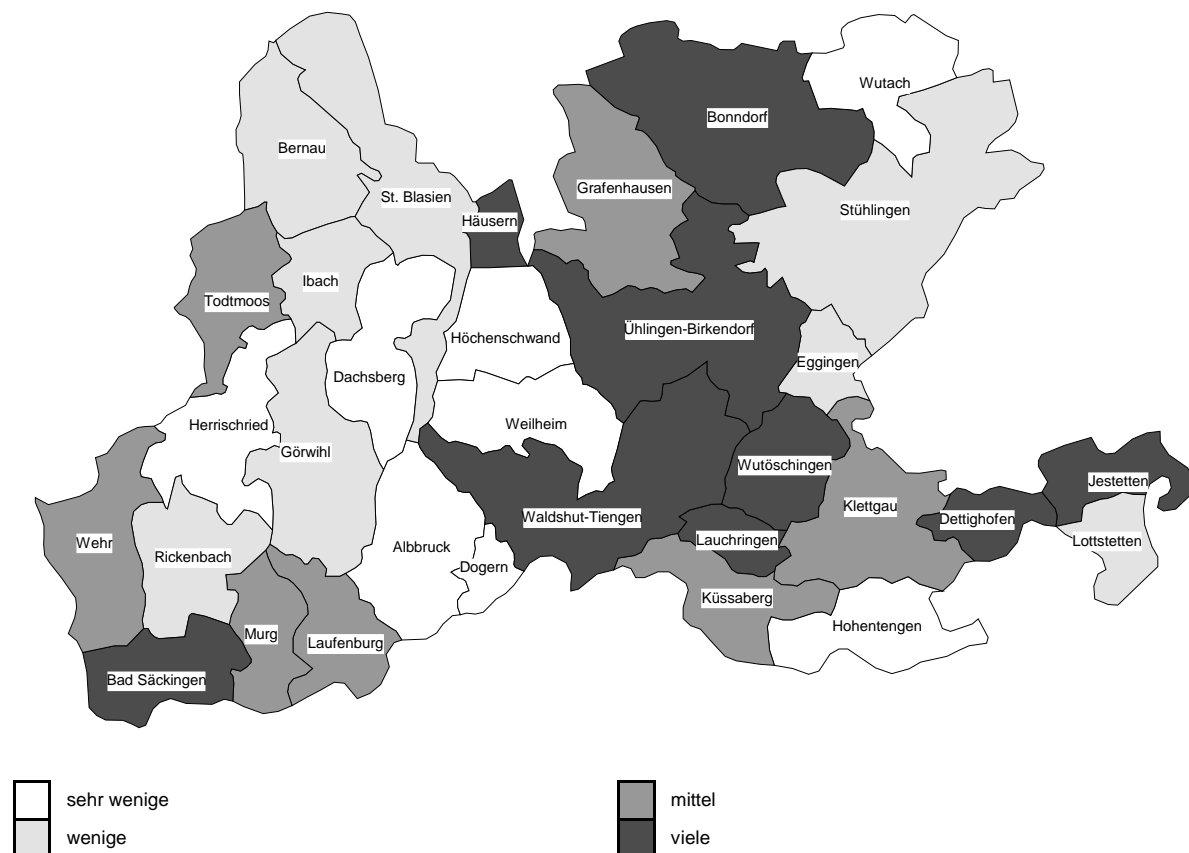 Wutach
Bonndorf
Bernau
Grafenhausen
St. Blasien
Stühlingen
Häusern
Ibach
Todtmoos
Ühlingen-Birkendorf
Höchenschwand
Eggingen
Dachsberg
Herrischried
Weilheim
Görwihl
Wutöschingen
Jestetten
Klettgau
Waldshut-Tiengen
Dettighofen
Lauchringen
Lottstetten
Wehr
Albbruck
Rickenbach
Dogern
Küssaberg
Hohentengen
Murg
Laufenburg
Bad Säckingen
sehr wenige
wenige
mittel
viele